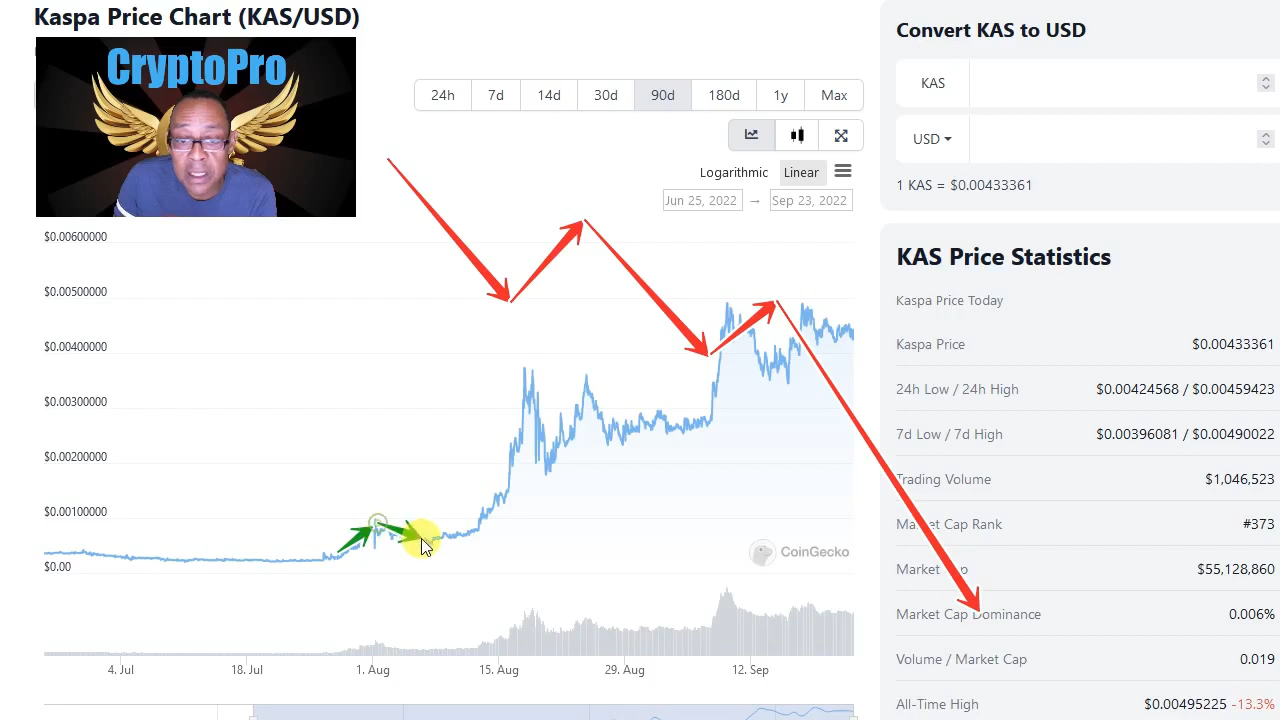 Kaspa Price Chart (KAS/USD)
CryptoPro
24h 7d 14d 30d 90d 180d 1y Max
Logarithmic Linear
Jun 25, 2022 → Sep 23, 2022
$0.00600000
$0.00500000
$0.00400000
$0.00300000
$0.00200000
$0.00100000
$0.00
CoinGecko
4. Jul 18. Jul 1. Aug 15. Aug 29. Aug 12. Sep
Convert KAS to USD
KAS
USD
1 KAS = $0.00433361
KAS Price Statistics
Kaspa Price Today
Kaspa Price $0.00433361
24h Low / 24h High $0.00424568 / $0.00449423
7d Low / 7d High $0.00396081 / $0.00490022
Trading Volume $1,046,523
Market Cap Rank #373
Market Cap $55,128,860
Market Cap Dominance 0.006%
Volume / Market Cap 0.019
All-Time High $0.00495225 -13.3%